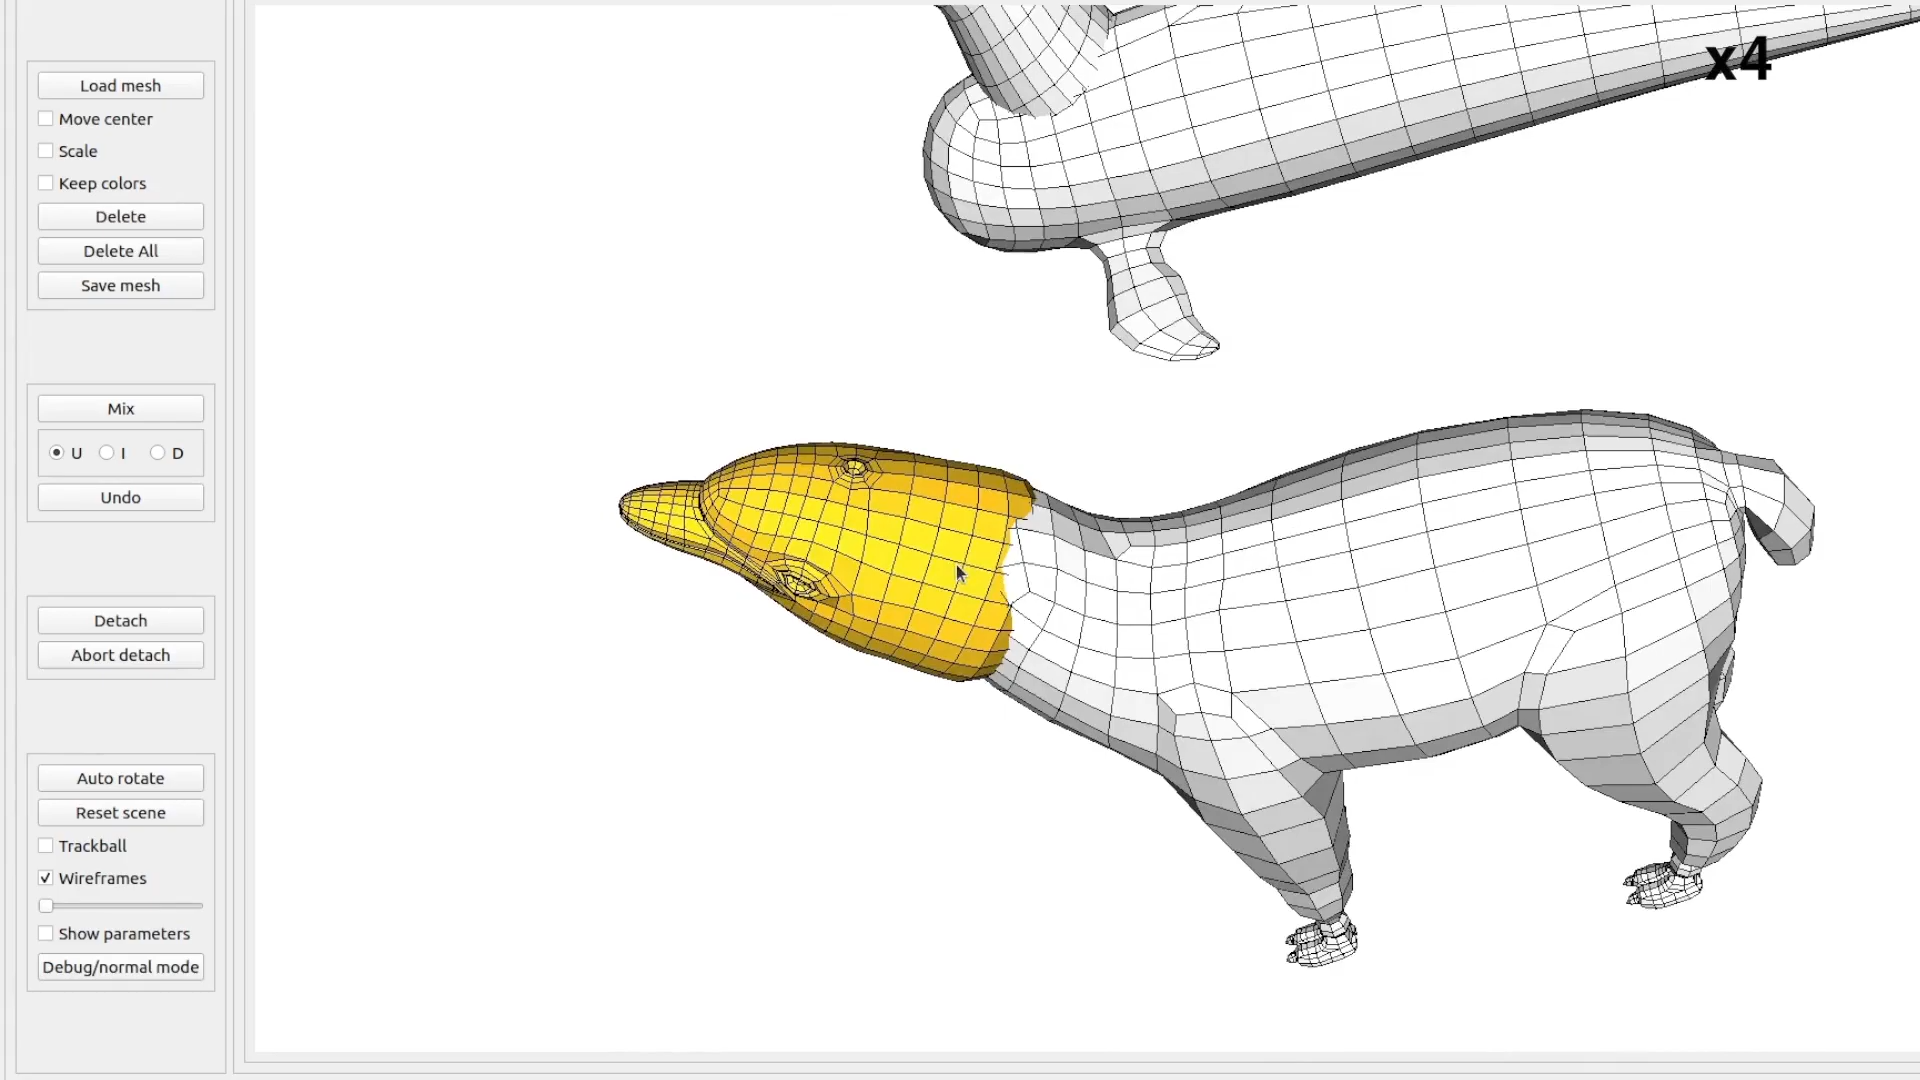 Load mesh
Move center
Scale
Keep colors
Delete
Delete All
Save mesh
Mix
U I D
Undo
Detach
Abort detach
Auto rotate
Reset scene
Trackball
Wireframes
Show parameters
Debug/normal mode
x4